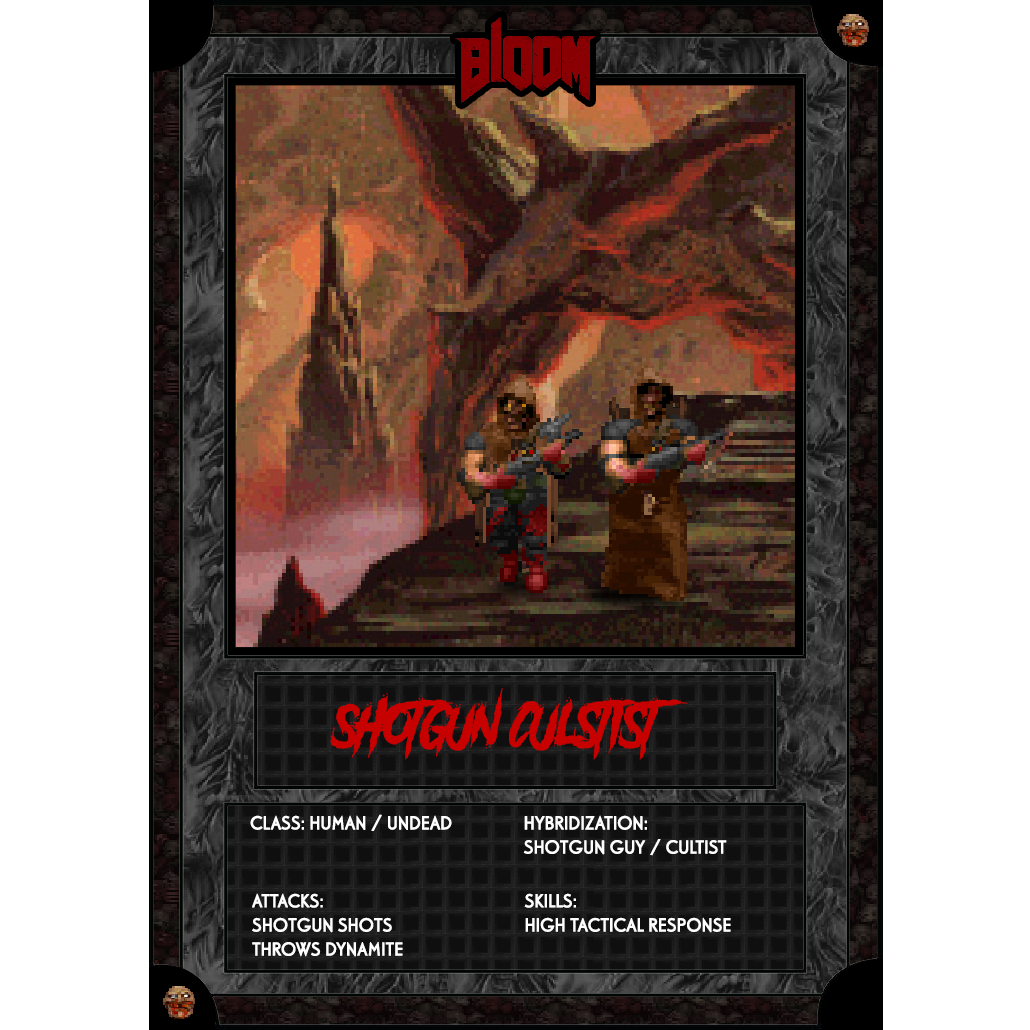 BLOOM
SHOTGUN CULSTIST
CLASS: HUMAN / UNDEAD
HYBRIDIZATION:
SHOTGUN GUY / CULTIST
ATTACKS:
SHOTGUN SHOTS
THROWS DYNAMITE
SKILLS:
HIGH TACTICAL RESPONSE